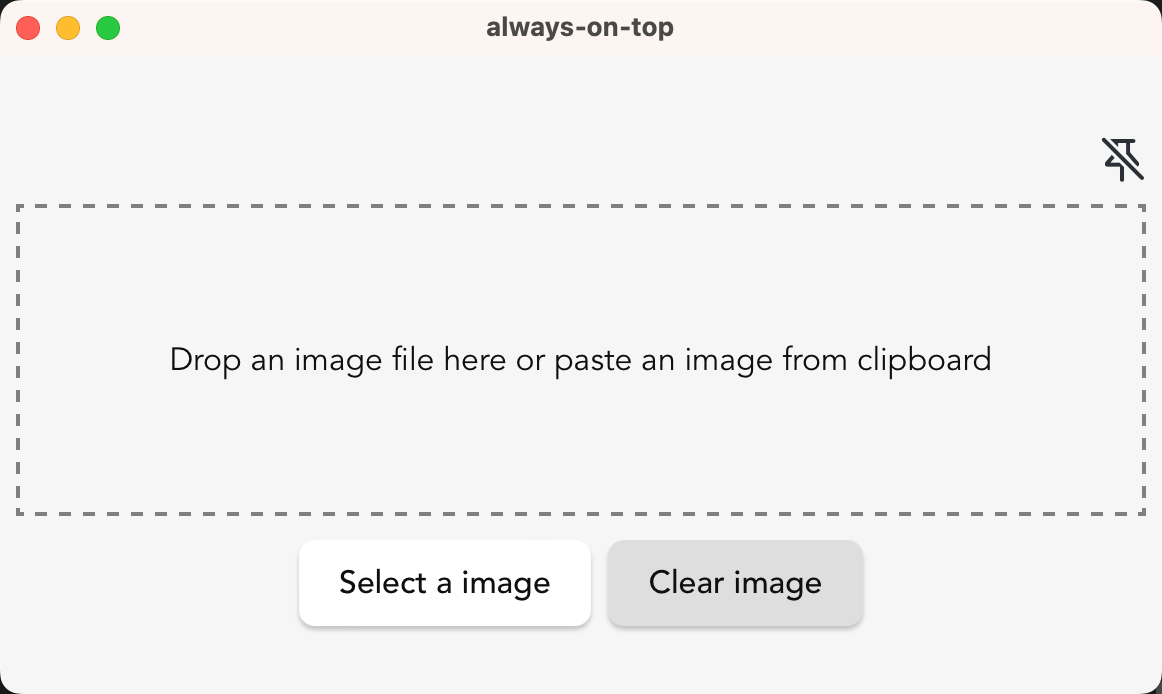 always-on-top
Drop an image file here or paste an image from clipboard
Select a image
Clear image